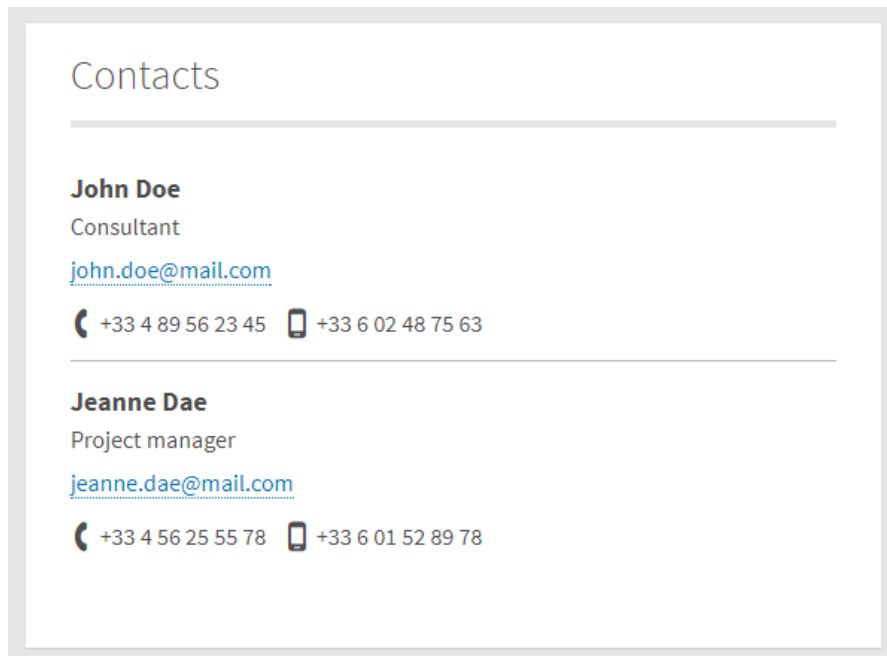 Contacts
John Doe
Consultant
john.doe@mail.com
+33 4 89 56 23 45 +33 6 02 48 75 63
Jeanne Dae
Project manager
jeanne.dae@mail.com
+33 4 56 25 55 78 +33 6 01 52 89 78